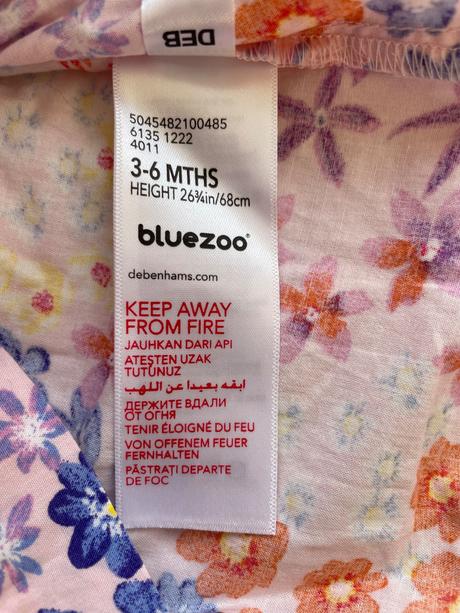 DEB
5045482100485
6135 1222
4011
3-6 MTHS
HEIGHT 26¾in/68cm
bluezoo®
debenhams.com
KEEP AWAY
FROM FIRE
JAUHKAN DARI API
ATEŞTEN UZAK
TUTUNUZ
ابقه بعيدا عن اللهب
ДЕРЖИТЕ ВДАЛИ
ОТ ОГНЯ
TENIR ÉLOIGNÉ DU FEU
VON OFFENEM FEUER
FERNHALTEN
PĂSTRAȚI DEPARTE
DE FOC